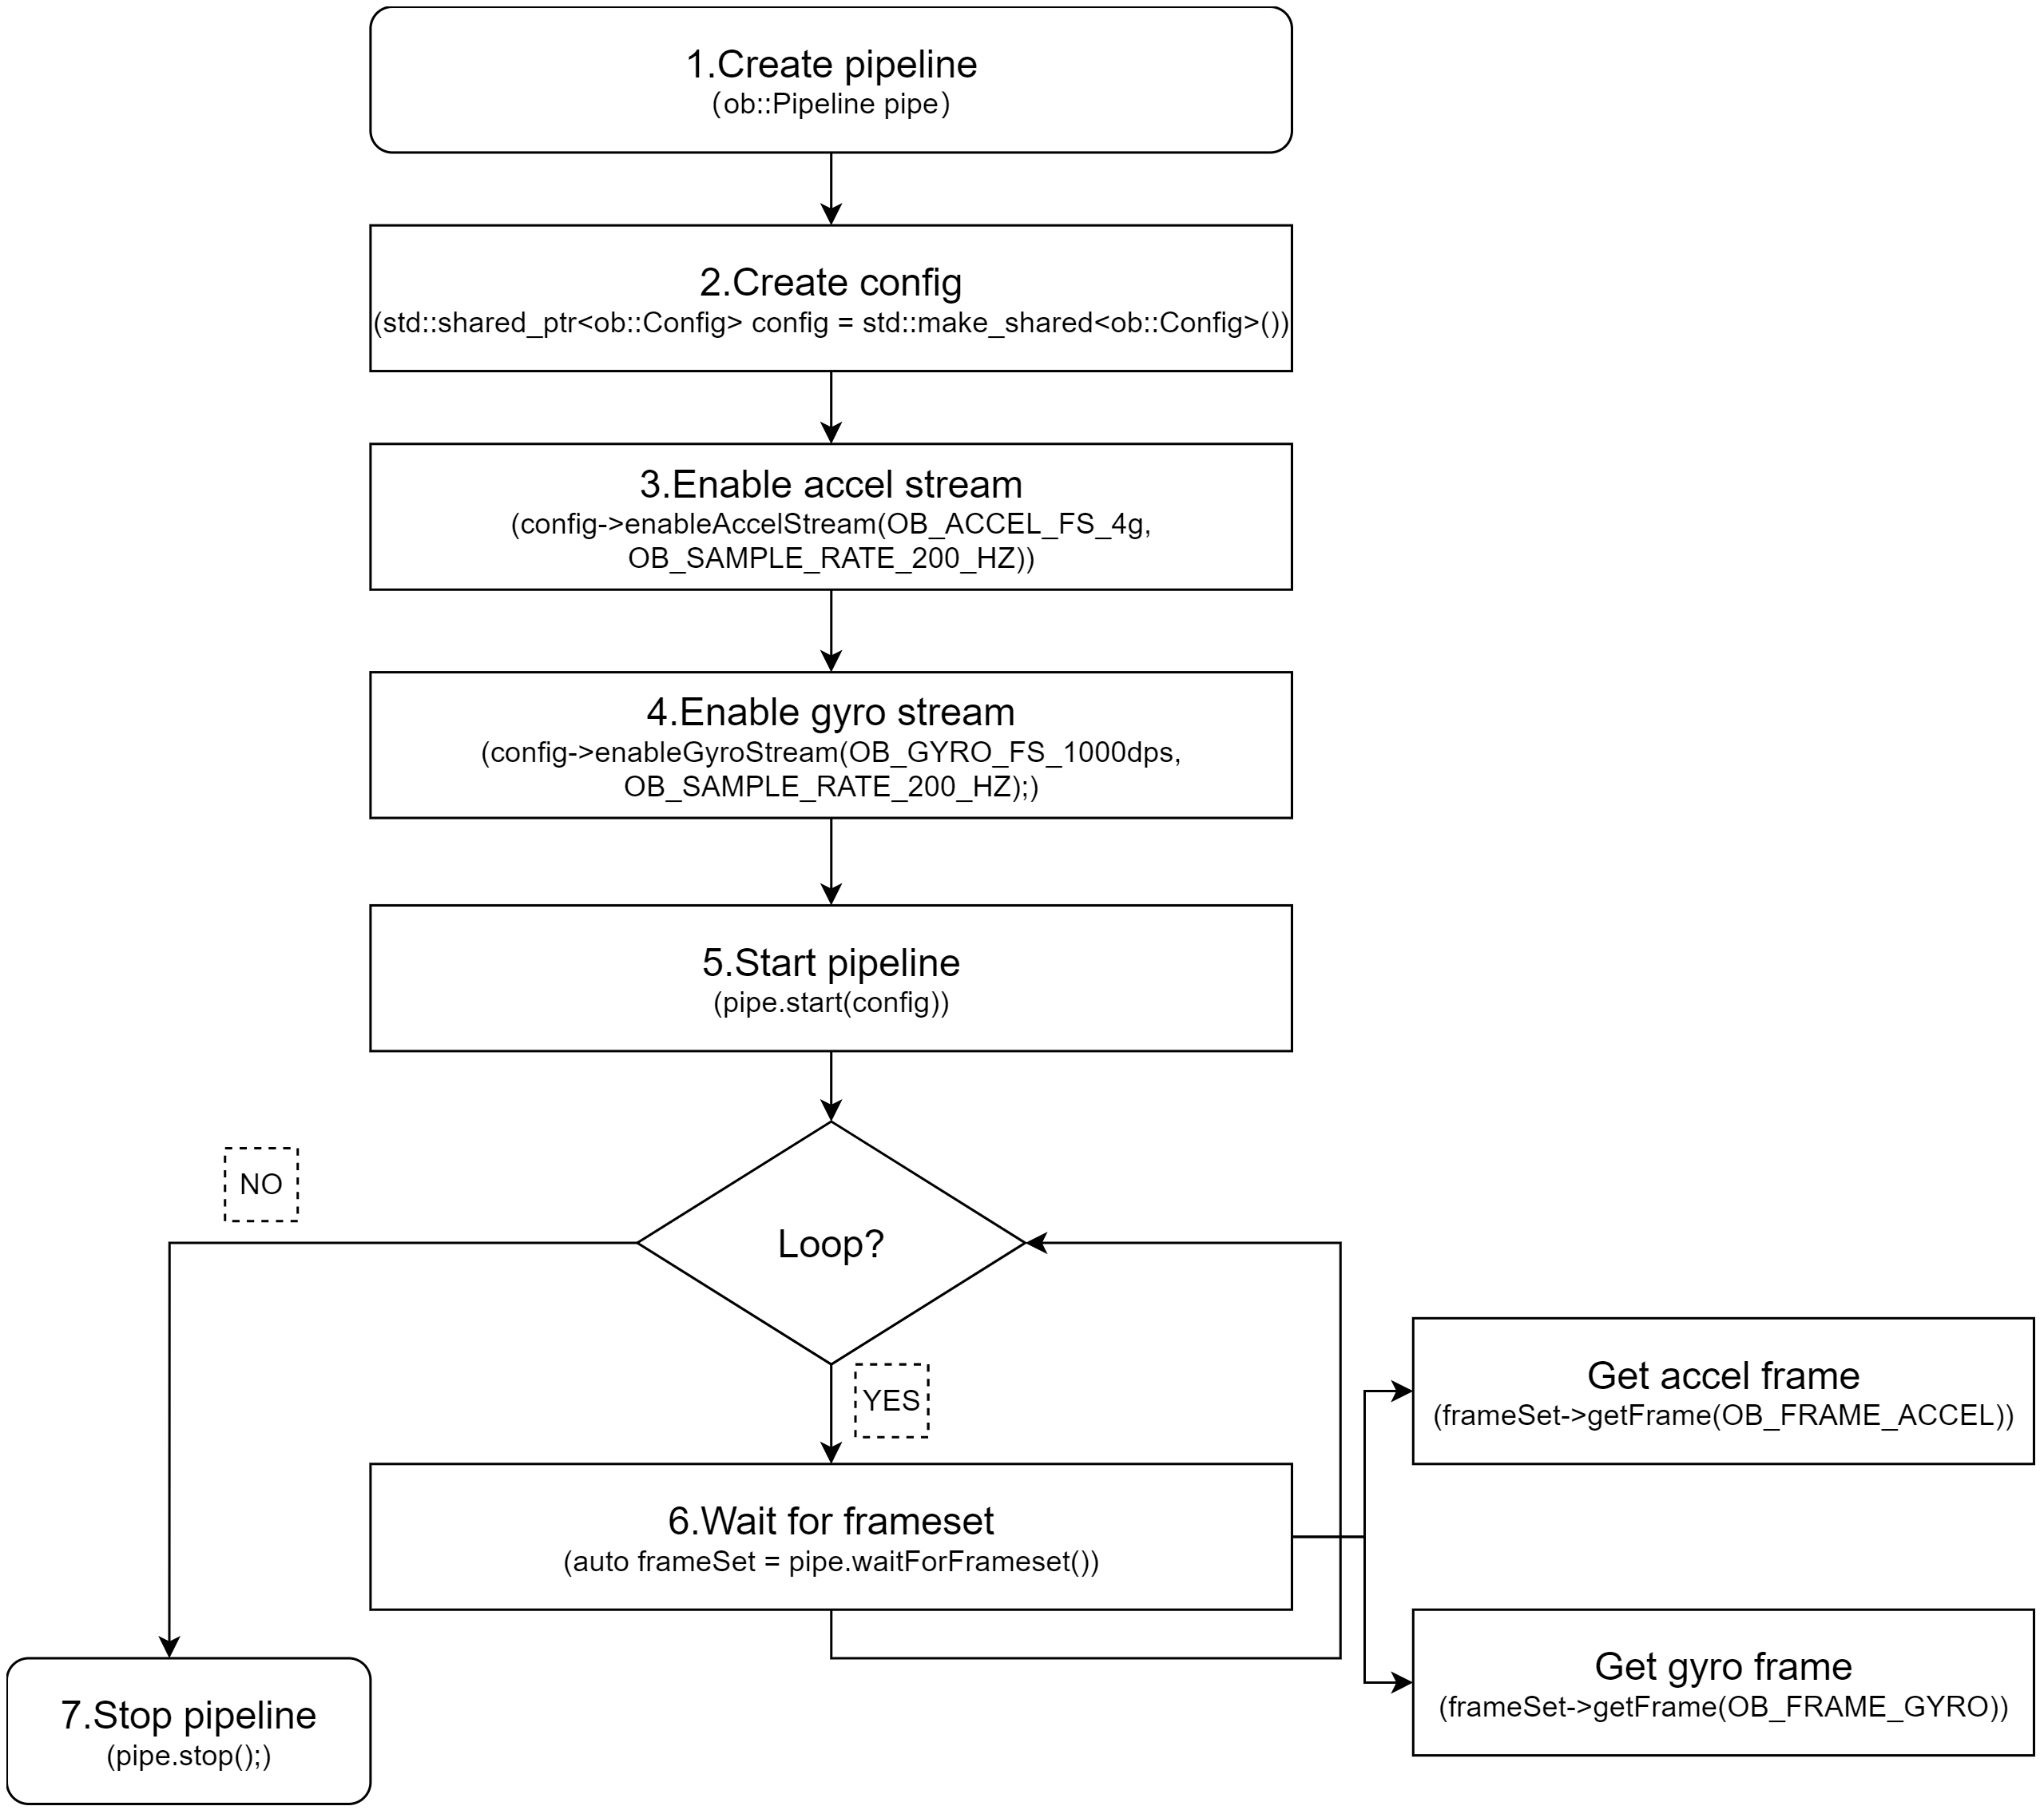 1.Create pipeline
(ob::Pipeline pipe)
2.Create config
(std::shared_ptr<ob::Config> config = std::make_shared<ob::Config>())
3.Enable accel stream
(config->enableAccelStream(OB_ACCEL_FS_4g,
OB_SAMPLE_RATE_200_HZ))
4.Enable gyro stream
(config->enableGyroStream(OB_GYRO_FS_1000dps,
OB_SAMPLE_RATE_200_HZ);)
5.Start pipeline
(pipe.start(config))
NO
Loop?
YES
Get accel frame
(frameSet->getFrame(OB_FRAME_ACCEL))
6.Wait for frameset
(auto frameSet = pipe.waitForFrameset())
Get gyro frame
(frameSet->getFrame(OB_FRAME_GYRO))
7.Stop pipeline
(pipe.stop();)